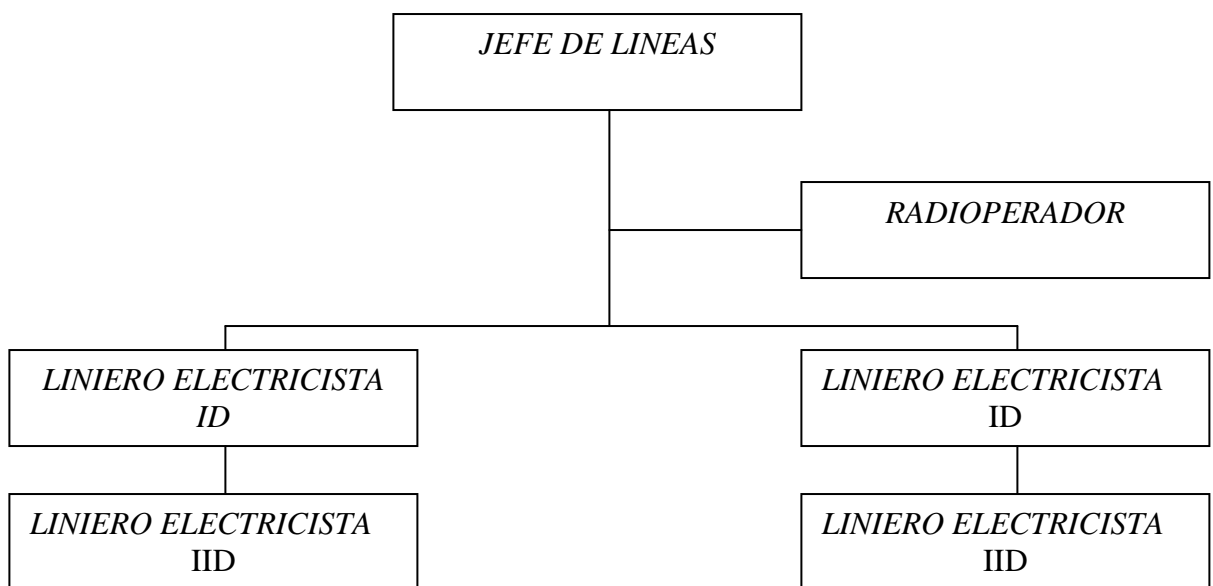 JEFE DE LINEAS
RADIOPERADOR
LINIERO ELECTRICISTA
ID
LINIERO ELECTRICISTA
ID
LINIERO ELECTRICISTA
IID
LINIERO ELECTRICISTA
IID